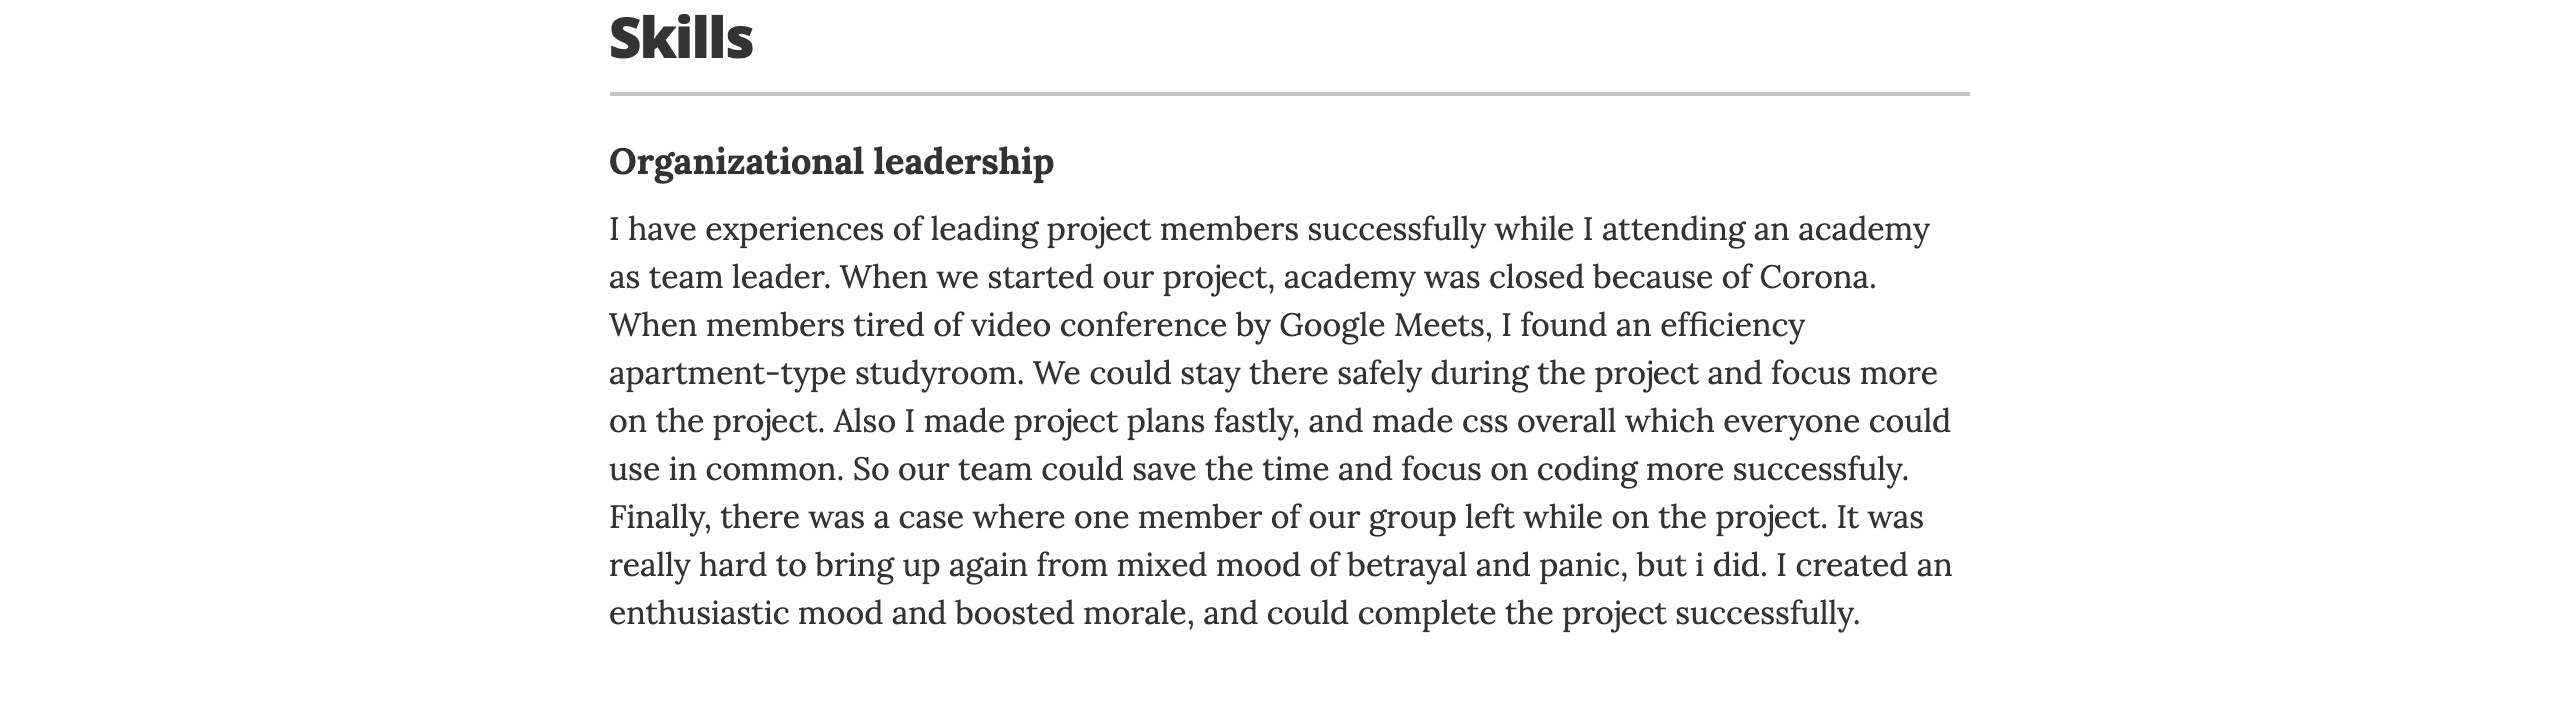 Skills
Organizational leadership
I have experiences of leading project members successfully while I attending an academy
as team leader. When we started our project, academy was closed because of Corona.
When members tired of video conference by Google Meets, I found an efficiency
apartment-type studyroom. We could stay there safely during the project and focus more
on the project. Also I made project plans fastly, and made css overall which everyone could
use in common. So our team could save the time and focus on coding more successfuly.
Finally, there was a case where one member of our group left while on the project. It was
really hard to bring up again from mixed mood of betrayal and panic, but i did. I created an
enthusiastic mood and boosted morale, and could complete the project successfully.